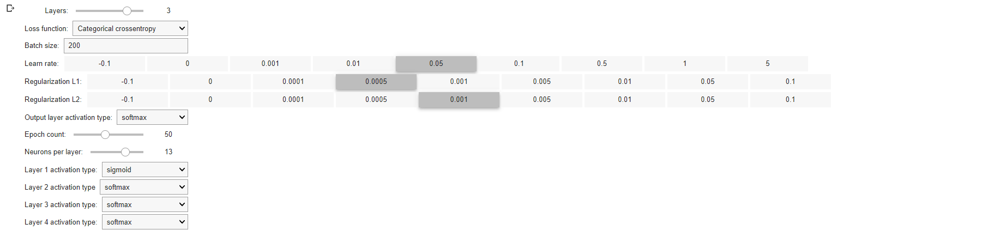 Layers: 3
Loss function: Categorical crossentropy
Batch size: 200
Learn rate: -0.1 0 0.001 0.01 0.05 0.1 0.5 1 5
Regularization L1: -0.1 0 0.0001 0.0005 0.001 0.005 0.01 0.05 0.1
Regularization L2: -0.1 0 0.0001 0.0005 0.001 0.005 0.01 0.05 0.1
Output layer activation type: softmax
Epoch count: 50
Neurons per layer: 13
Layer 1 activation type: sigmoid
Layer 2 activation type softmax
Layer 3 activation type: softmax
Layer 4 activation type: softmax